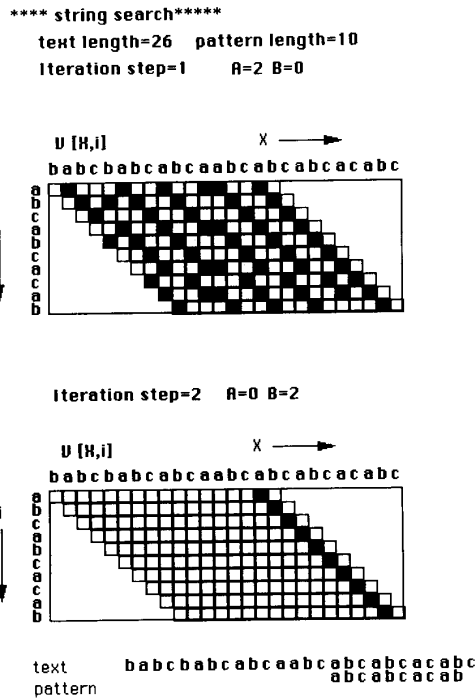 **** string search*****
text length=26 pattern length=10
Iteration step=1 A=2 B=0
V [X,i] X
babcbabcabcaabcabcabcacabc
a
b
c
a
b
c
a
c
a
b
Iteration step=2 A=0 B=2
V [X,i] X
babcbabcabcaabcabcabcacabc
a
b
c
i
a
b
c
a
c
a
b
text babcbabcabcaabcabcabcacabc
pattern abcabcacab